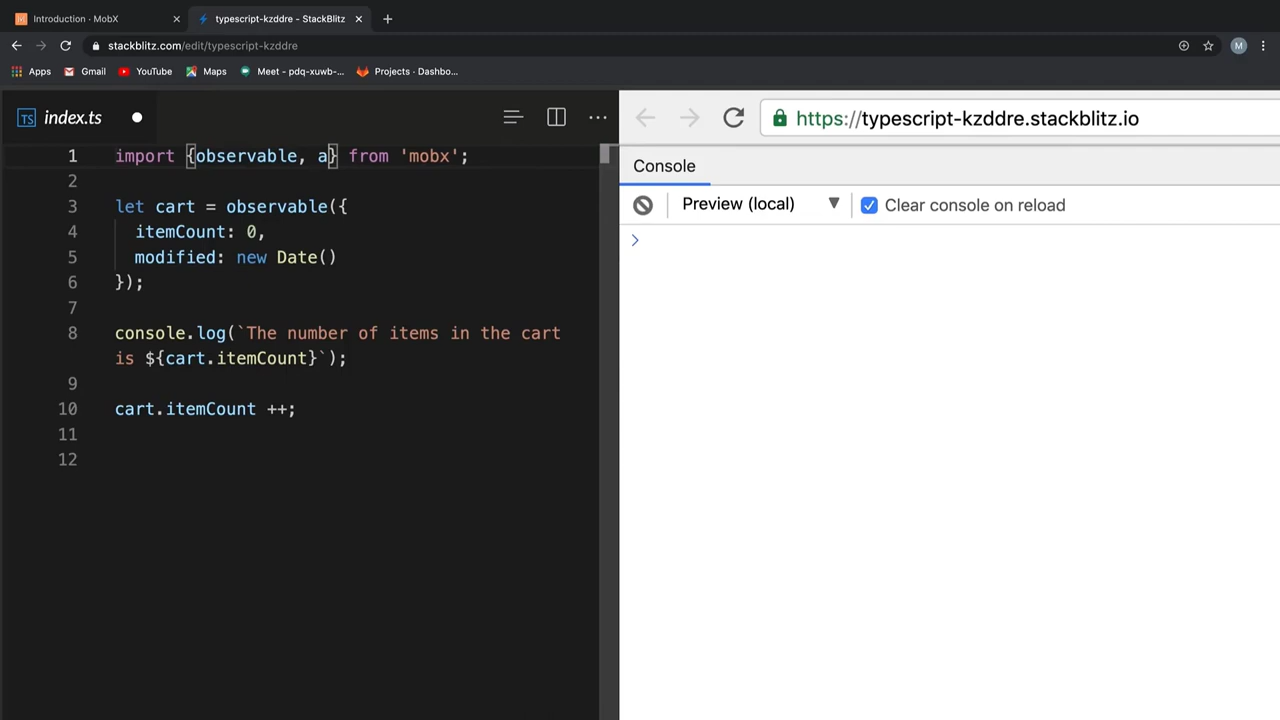 Introduction · MobX
typescript-kzddre - StackBlitz
stackblitz.com/edit/typescript-kzddre
M
Apps
Gmail
YouTube
Maps
Meet - pdq-xuwb-...
Projects · Dashbo...
TS index.ts
https://typescript-kzddre.stackblitz.io
1 import {observable, a} from 'mobx';
2
3 let cart = observable({
4 itemCount: 0,
5 modified: new Date()
6 });
7
8 console.log(`The number of items in the cart
is ${cart.itemCount}`);
9
10 cart.itemCount ++;
11
12
Console
Preview (local)
Clear console on reload
>